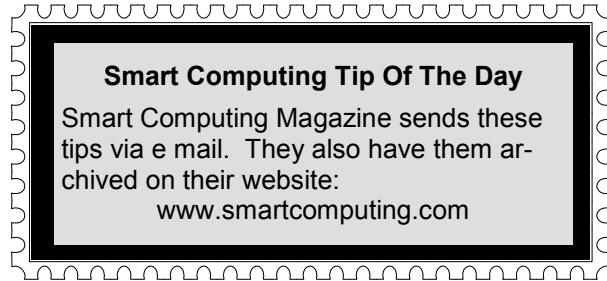 Smart Computing Tip Of The Day
Smart Computing Magazine sends these
tips via e mail.  They also have them ar-
chived on their website:
www.smartcomputing.com